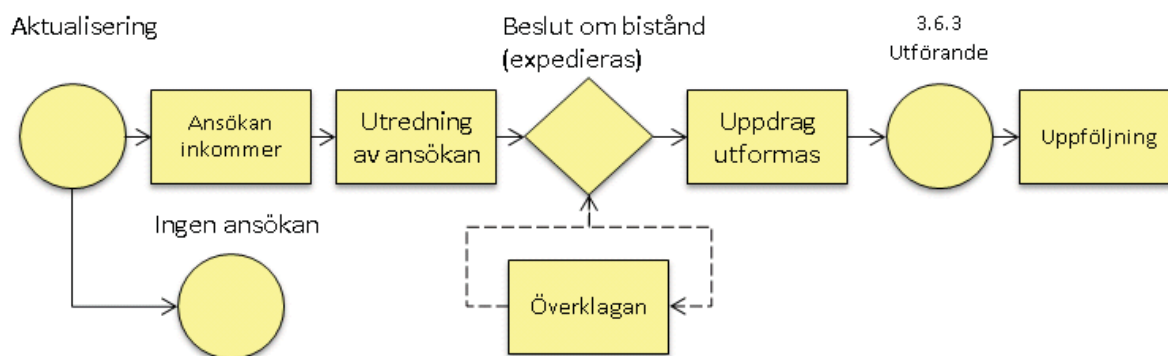 Aktualisering
Beslut om bistånd
(expedieras)
3.6.3
Utförande
Ansökan
inkommer
Utredning
av ansökan
Uppdrag
utformas
Uppföljning
Ingen ansökan
Överklagan